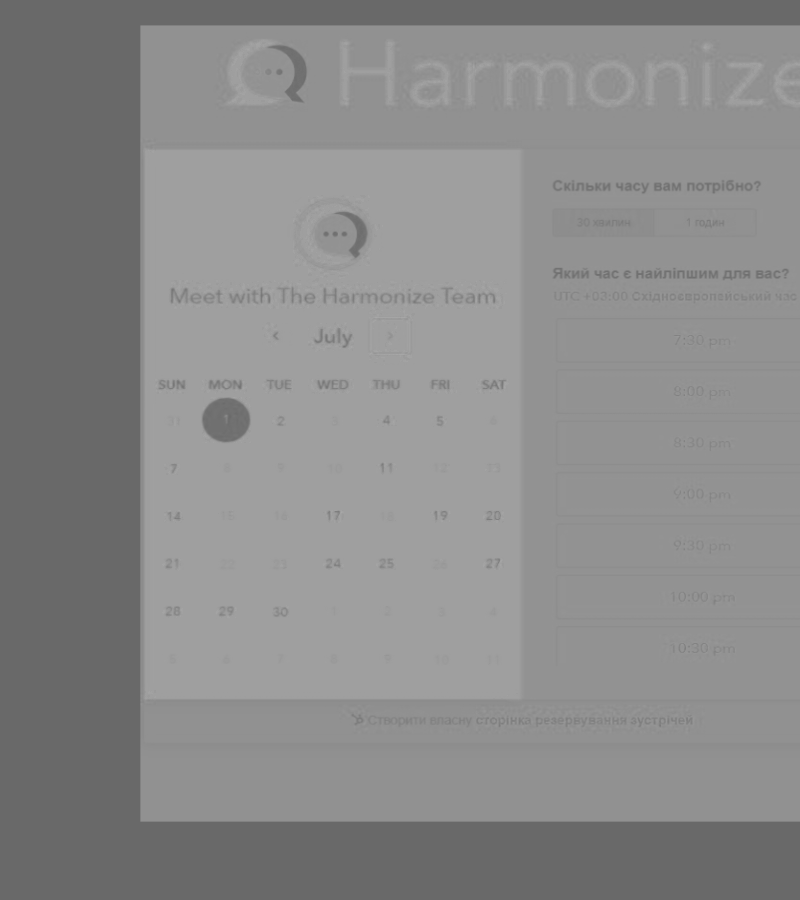 Harmonize
Meet with The Harmonize Team
‹ July ›
SUN MON TUE WED THU FRI SAT
31 1 2 3 4 5 6
7 8 9 10 11 12 13
14 15 16 17 18 19 20
21 22 23 24 25 26 27
28 29 30 1 2 3 4
5 6 7 8 9 10 11
Скільки часу вам потрібно?
30 хвилин 1 годин
Який час є найліпшим для вас?
UTC +03:00 Східноєвропейський час
7:30 pm
8:00 pm
8:30 pm
9:00 pm
9:30 pm
10:00 pm
10:30 pm
Створити власну сторінка резервування зустрічей